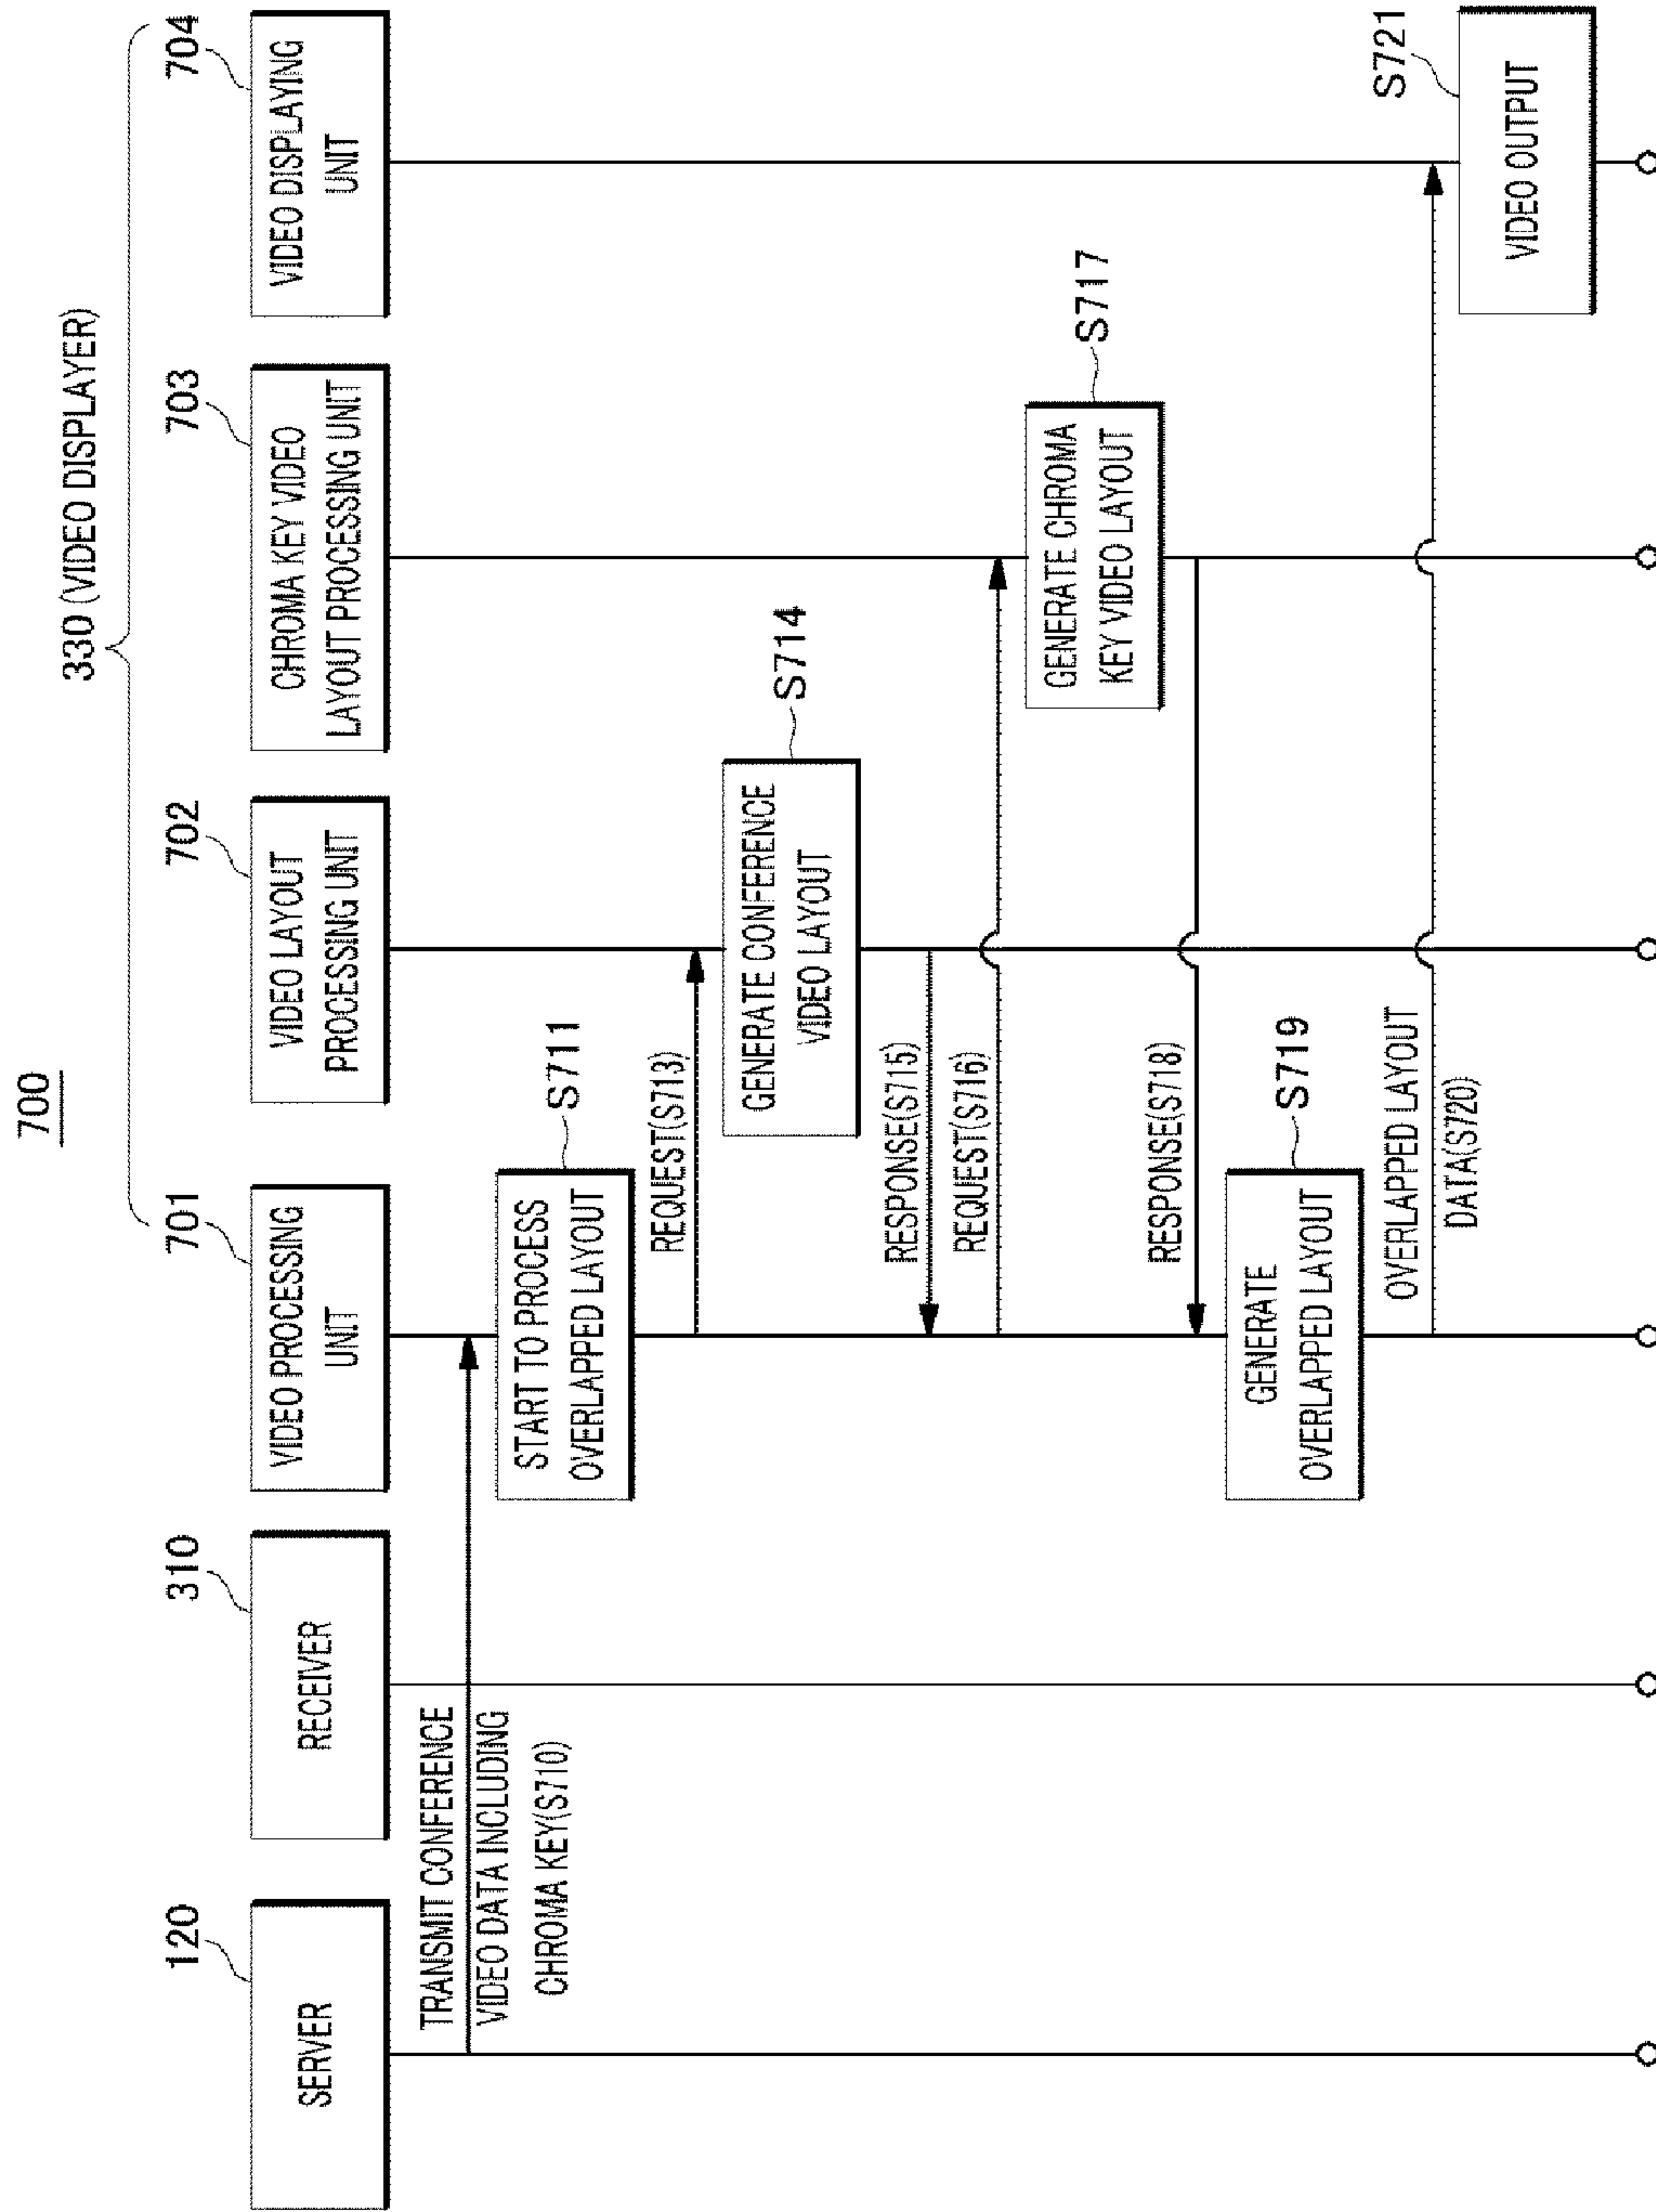 700
330 (VIDEO DISPLAYER)
120
310
701
702
703
704
SERVER
RECEIVER
VIDEO PROCESSING
UNIT
VIDEO LAYOUT
PROCESSING UNIT
CHROMA KEY VIDEO
LAYOUT PROCESSING UNIT
VIDEO DISPLAYING
UNIT
TRANSMIT CONFERENCE
VIDEO DATA INCLUDING
CHROMA KEY(S710)
START TO PROCESS
OVERLAPPED LAYOUT
S711
REQUEST(S713)
GENERATE CONFERENCE
VIDEO LAYOUT
S714
RESPONSE(S715)
REQUEST(S716)
GENERATE CHROMA
KEY VIDEO LAYOUT
S717
RESPONSE(S718)
GENERATE
OVERLAPPED LAYOUT
S719
OVERLAPPED LAYOUT
DATA(S720)
S721
VIDEO OUTPUT